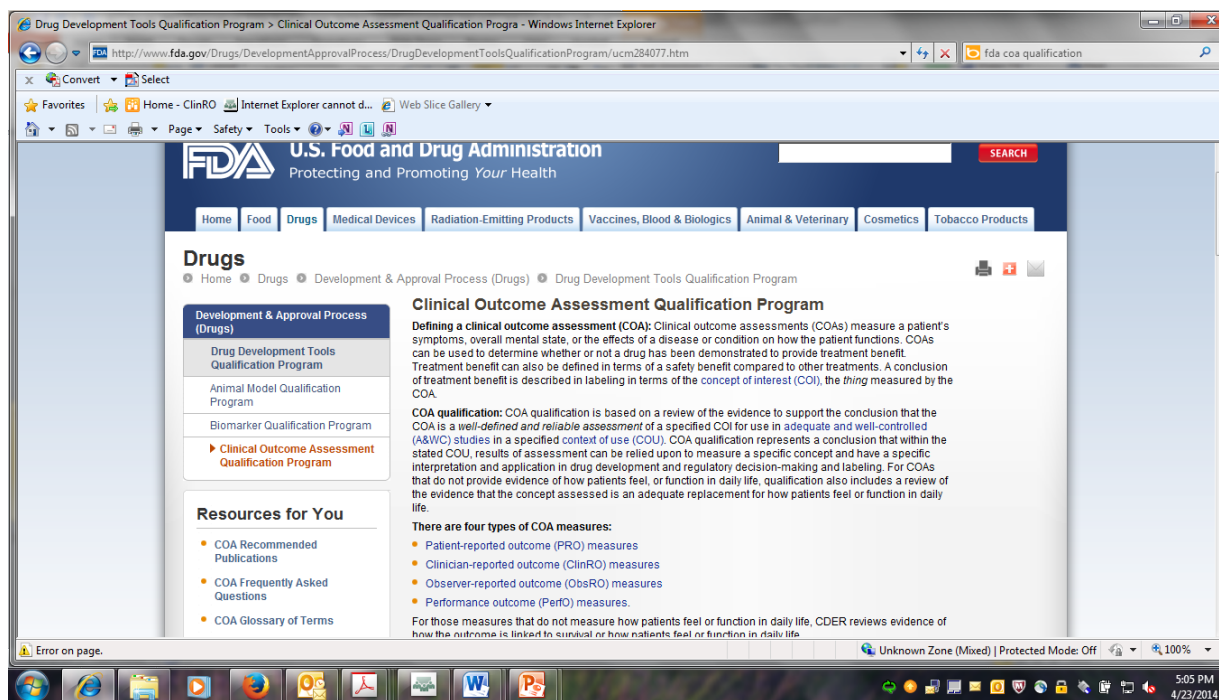 Drug Development Tools Qualification Program > Clinical Outcome Assessment Qualification Progra - Windows Internet Explorer
http://www.fda.gov/Drugs/DevelopmentApprovalProcess/DrugDevelopmentToolsQualificationProgram/ucm284077.htm
fda coa qualification
x Convert Select
Favorites Home - ClinRO Internet Explorer cannot d... Web Slice Gallery
Page Safety Tools
FDA U.S. Food and Drug Administration
Protecting and Promoting Your Health
SEARCH
Home Food Drugs Medical Devices Radiation-Emitting Products Vaccines, Blood & Biologics Animal & Veterinary Cosmetics Tobacco Products
Drugs
Home Drugs Development & Approval Process (Drugs) Drug Development Tools Qualification Program
Development & Approval Process
(Drugs)
Drug Development Tools
Qualification Program
Animal Model Qualification
Program
Biomarker Qualification Program
Clinical Outcome Assessment
Qualification Program
Resources for You
COA Recommended
Publications
COA Frequently Asked
Questions
COA Glossary of Terms
Clinical Outcome Assessment Qualification Program
Defining a clinical outcome assessment (COA): Clinical outcome assessments (COAs) measure a patient's
symptoms, overall mental state, or the effects of a disease or condition on how the patient functions. COAs
can be used to determine whether or not a drug has been demonstrated to provide treatment benefit.
Treatment benefit can also be defined in terms of a safety benefit compared to other treatments. A conclusion
of treatment benefit is described in labeling in terms of the concept of interest (COI), the thing measured by the
COA.
COA qualification: COA qualification is based on a review of the evidence to support the conclusion that the
COA is a well-defined and reliable assessment of a specified COI for use in adequate and well-controlled
(A&WC) studies in a specified context of use (COU). COA qualification represents a conclusion that within the
stated COU, results of assessment can be relied upon to measure a specific concept and have a specific
interpretation and application in drug development and regulatory decision-making and labeling. For COAs
that do not provide evidence of how patients feel, or function in daily life, qualification also includes a review of
the evidence that the concept assessed is an adequate replacement for how patients feel or function in daily
life.
There are four types of COA measures:
Patient-reported outcome (PRO) measures
Clinician-reported outcome (ClinRO) measures
Observer-reported outcome (ObsRO) measures
Performance outcome (PerfO) measures.
For those measures that do not measure how patients feel or function in daily life, CDER reviews evidence of
how the outcome is linked to survival or how patients feel or function in daily life
Error on page.
Unknown Zone (Mixed) | Protected Mode: Off
100%
5:05 PM
4/23/2014